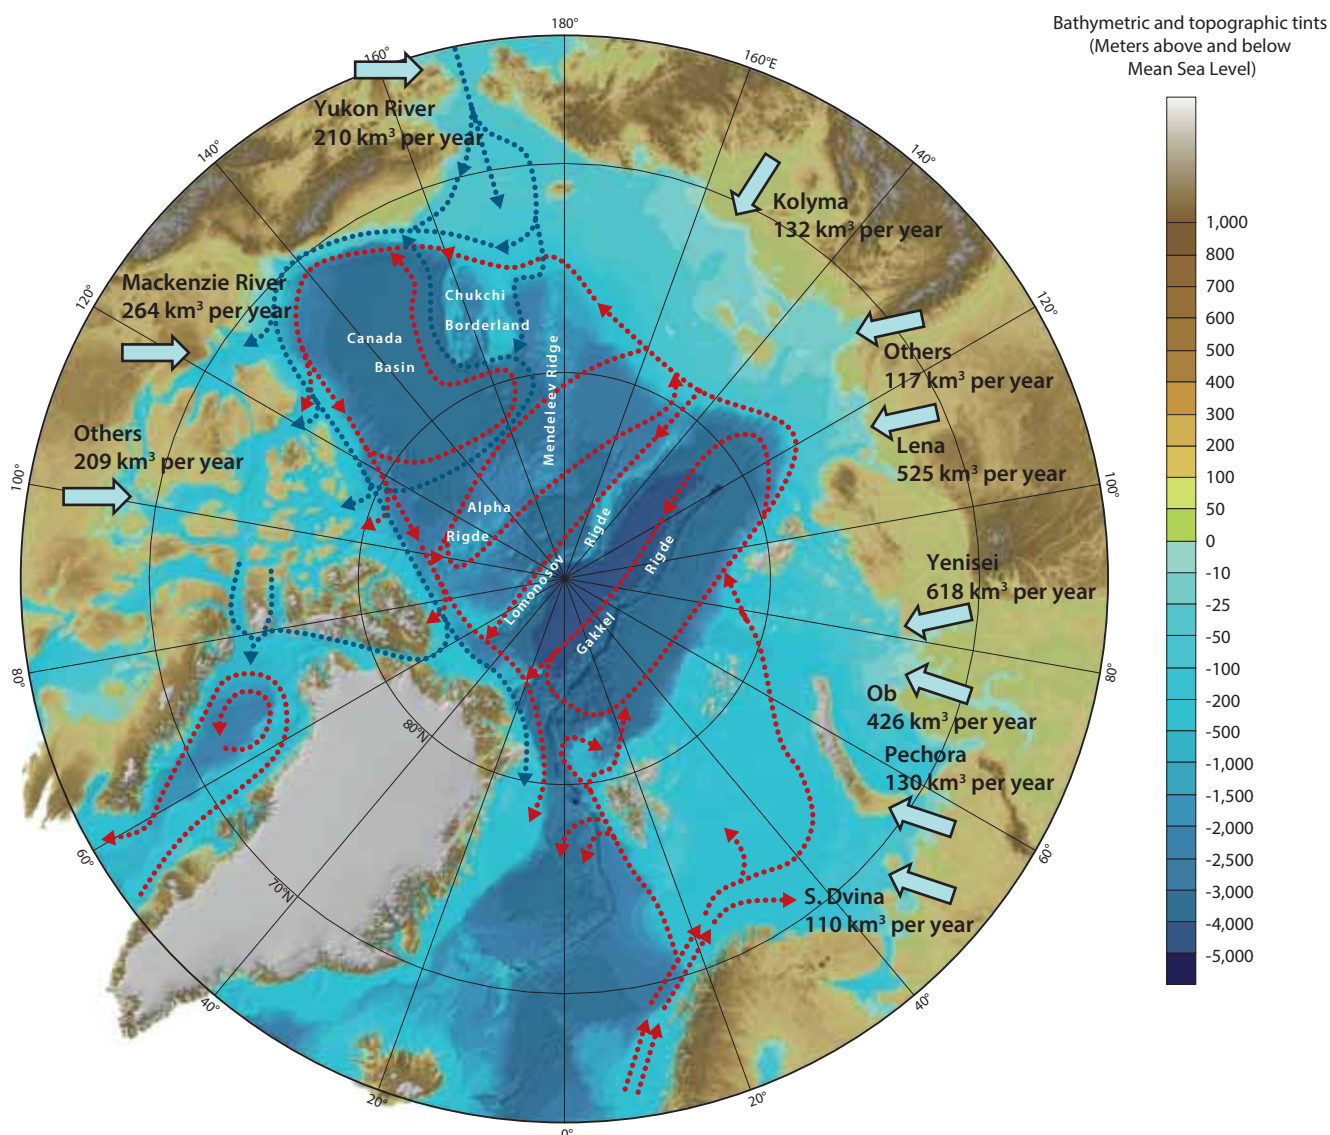 Bathymetric and topographic tints
(Meters above and below
Mean Sea Level)
1,000
800
700
600
500
400
300
200
100
50
0
-10
-25
-50
-100
-200
-500
-1,000
-1,500
-2,000
-2,500
-3,000
-4,000
-5,000
180°
160°
160°E
140°
140°
120°
120°
100°
100°
80°
80°
60°
60°
40°
40°
20°
20°
0°
80°N
70°N
Yukon River
210 km³ per year
Mackenzie River
264 km³ per year
Others
209 km³ per year
Kolyma
132 km³ per year
Others
117 km³ per year
Lena
525 km³ per year
Yenisei
618 km³ per year
Ob
426 km³ per year
Pechora
130 km³ per year
S. Dvina
110 km³ per year
Chukchi
Borderland
Canada
Basin
Mendeleev Ridge
Alpha
Rigde
Lomonosov
Rigde
Gakkel
Rigde